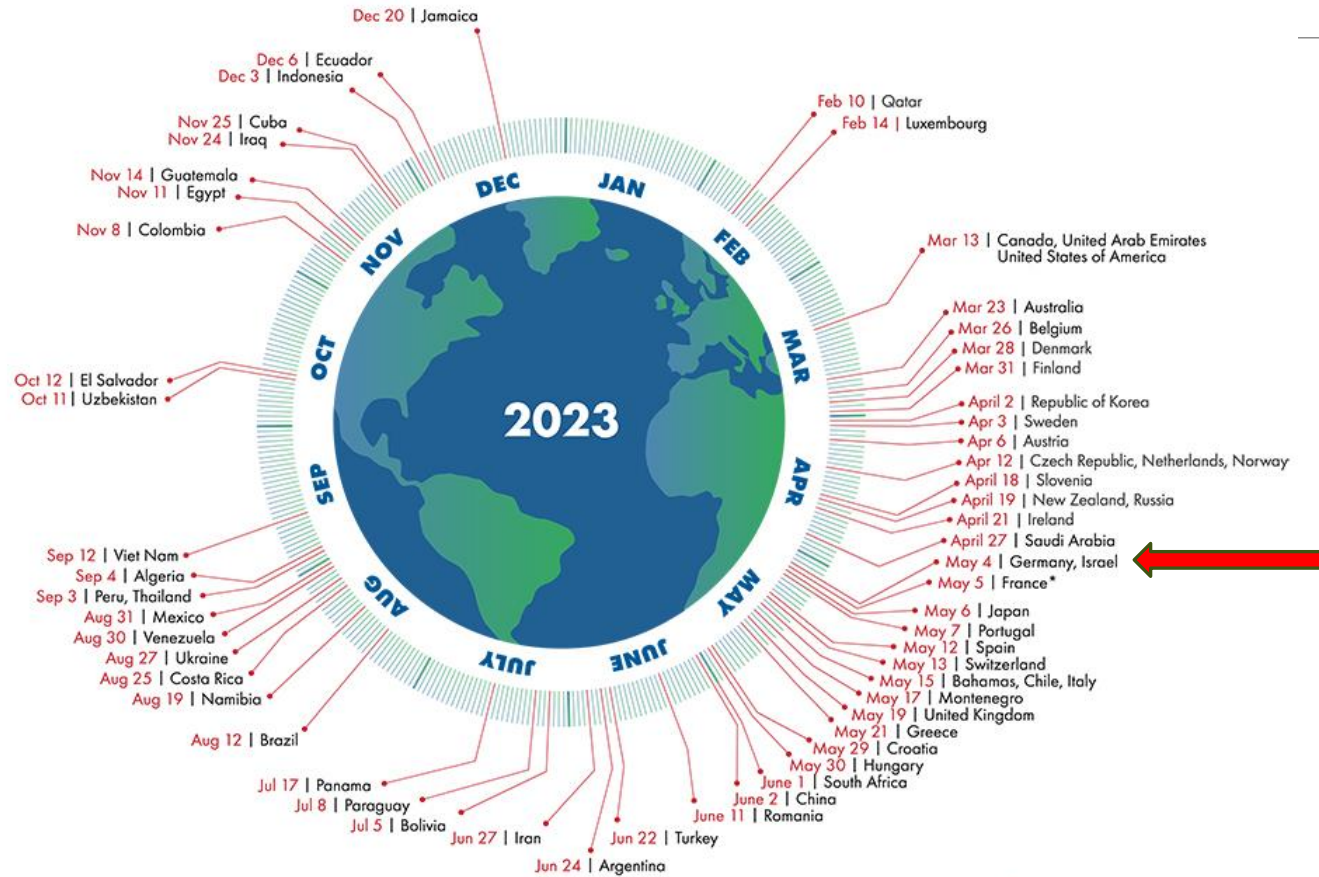 Dec 20 | Jamaica
Dec 6 | Ecuador
Dec 3 | Indonesia
Nov 25 | Cuba
Nov 24 | Iraq
Nov 14 | Guatemala
Nov 11 | Egypt
Nov 8 | Colombia
Oct 12 | El Salvador
Oct 11 | Uzbekistan
Sep 12 | Viet Nam
Sep 4 | Algeria
Sep 3 | Peru, Thailand
Aug 31 | Mexico
Aug 30 | Venezuela
Aug 27 | Ukraine
Aug 25 | Costa Rica
Aug 19 | Namibia
Aug 12 | Brazil
Jul 17 | Panama
Jul 8 | Paraguay
Jul 5 | Bolivia
Jun 27 | Iran
Jun 24 | Argentina
Jun 22 | Turkey
Feb 10 | Qatar
Feb 14 | Luxembourg
Mar 13 | Canada, United Arab Emirates
United States of America
Mar 23 | Australia
Mar 26 | Belgium
Mar 28 | Denmark
Mar 31 | Finland
April 2 | Republic of Korea
Apr 3 | Sweden
Apr 6 | Austria
Apr 12 | Czech Republic, Netherlands, Norway
April 18 | Slovenia
April 19 | New Zealand, Russia
April 21 | Ireland
April 27 | Saudi Arabia
May 4 | Germany, Israel
May 5 | France*
May 6 | Japan
May 7 | Portugal
May 12 | Spain
May 13 | Switzerland
May 15 | Bahamas, Chile, Italy
May 17 | Montenegro
May 19 | United Kingdom
May 21 | Greece
May 29 | Croatia
May 30 | Hungary
June 1 | South Africa
June 2 | China
June 11 | Romania
JAN
FEB
MAR
APR
MAY
JUNE
JULY
AUG
SEP
OCT
NOV
DEC
2023